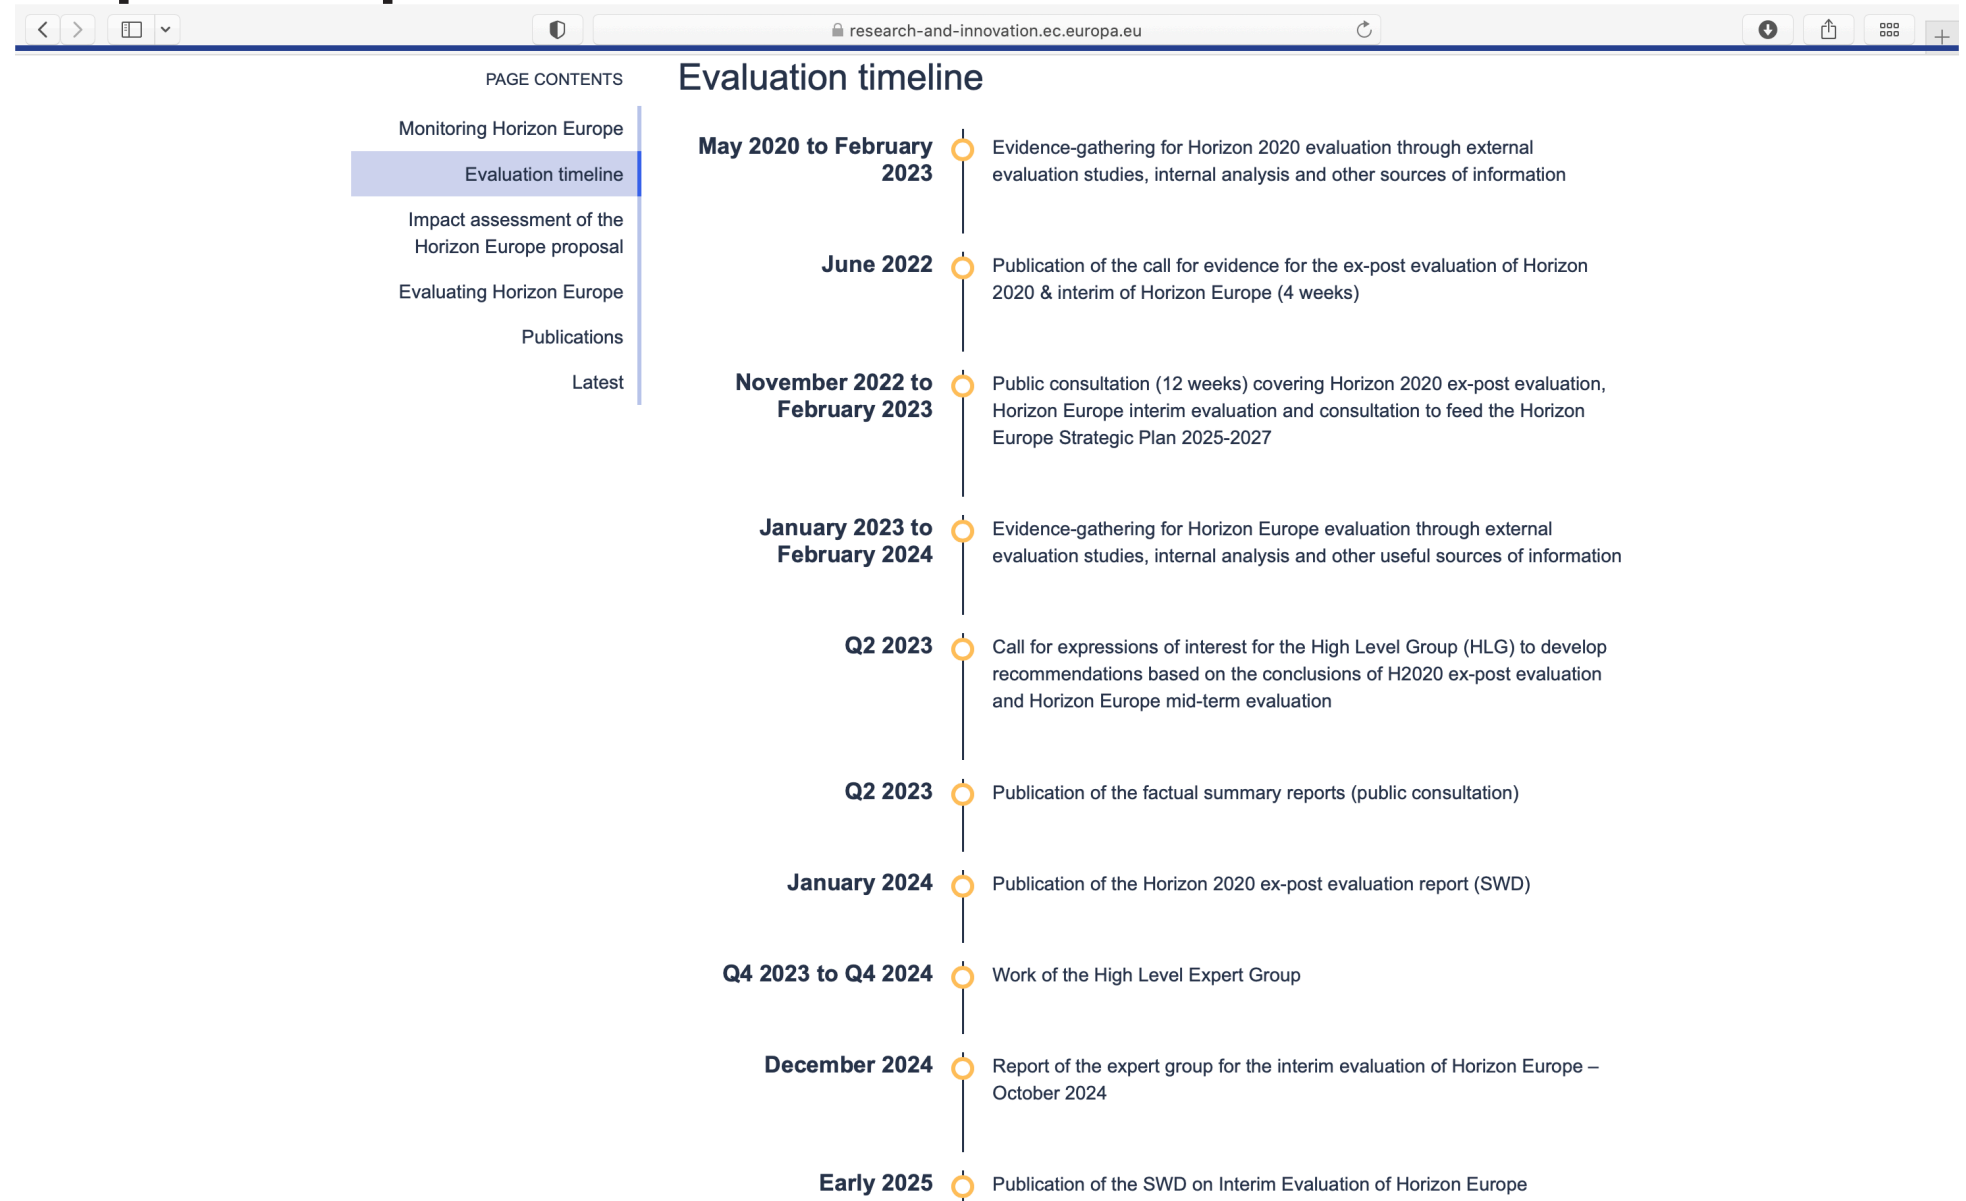 research-and-innovation.ec.europa.eu
PAGE CONTENTS
Monitoring Horizon Europe
Evaluation timeline
Impact assessment of the
Horizon Europe proposal
Evaluating Horizon Europe
Publications
Latest
Evaluation timeline
May 2020 to February
2023
Evidence-gathering for Horizon 2020 evaluation through external
evaluation studies, internal analysis and other sources of information
June 2022
Publication of the call for evidence for the ex-post evaluation of Horizon
2020 & interim of Horizon Europe (4 weeks)
November 2022 to
February 2023
Public consultation (12 weeks) covering Horizon 2020 ex-post evaluation,
Horizon Europe interim evaluation and consultation to feed the Horizon
Europe Strategic Plan 2025-2027
January 2023 to
February 2024
Evidence-gathering for Horizon Europe evaluation through external
evaluation studies, internal analysis and other useful sources of information
Q2 2023
Call for expressions of interest for the High Level Group (HLG) to develop
recommendations based on the conclusions of H2020 ex-post evaluation
and Horizon Europe mid-term evaluation
Q2 2023
Publication of the factual summary reports (public consultation)
January 2024
Publication of the Horizon 2020 ex-post evaluation report (SWD)
Q4 2023 to Q4 2024
Work of the High Level Expert Group
December 2024
Report of the expert group for the interim evaluation of Horizon Europe –
October 2024
Early 2025
Publication of the SWD on Interim Evaluation of Horizon Europe